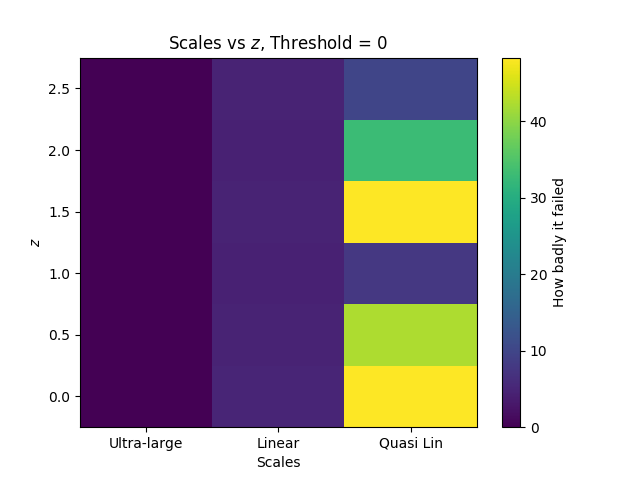 Scales vs z, Threshold = 0
2.5
2.0
1.5
1.0
0.5
0.0
z
Ultra-large Linear Quasi Lin
Scales
40
30
20
10
0
How badly it failed